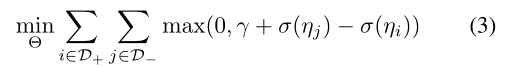 min_Θ ∑_{i∈𝒟₊} ∑_{j∈𝒟₋} max(0, γ + σ(η_j) − σ(η_i)) (3)